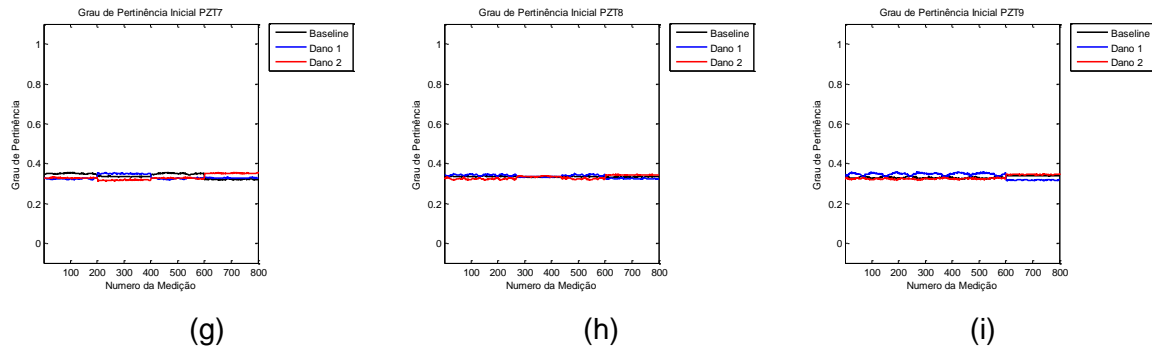 Grau de Pertinência Inicial PZT7
1
0.8
0.6
0.4
0.2
0
Grau de Pertinência
100 200 300 400 500 600 700 800
Numero da Medição
Baseline
Dano 1
Dano 2
(g)
Grau de Pertinência Inicial PZT8
1
0.8
0.6
0.4
0.2
0
Grau de Pertinência
100 200 300 400 500 600 700 800
Numero da Medição
Baseline
Dano 1
Dano 2
(h)
Grau de Pertinência Inicial PZT9
1
0.8
0.6
0.4
0.2
0
Grau de Pertinência
100 200 300 400 500 600 700 800
Numero da Medição
Baseline
Dano 1
Dano 2
(i)